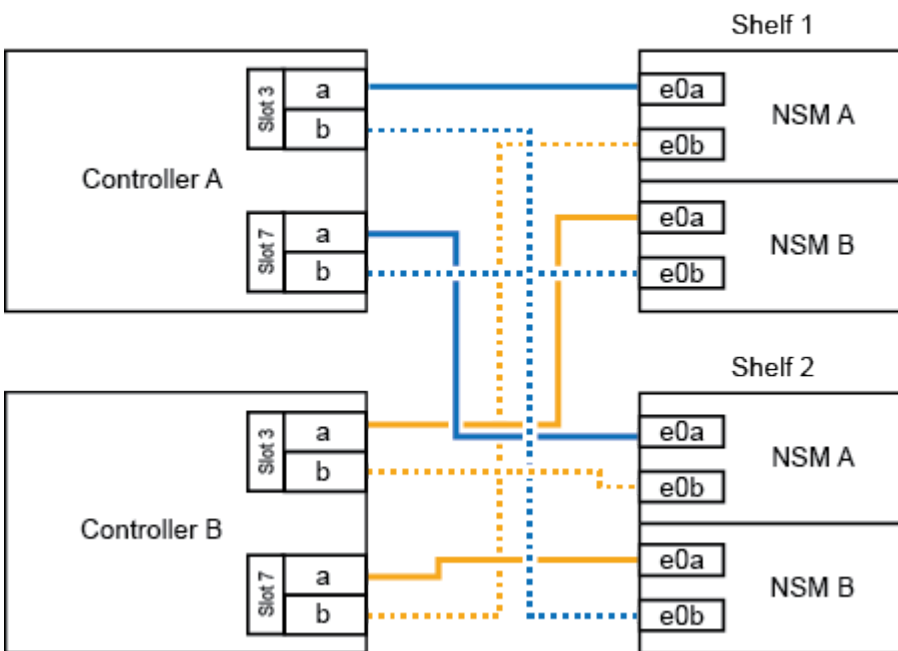 Shelf 1
Controller A
Slot 3
a
b
Slot 7
a
b
e0a
e0b
NSM A
e0a
e0b
NSM B
Shelf 2
Controller B
Slot 3
a
b
Slot 7
a
b
e0a
e0b
NSM A
e0a
e0b
NSM B